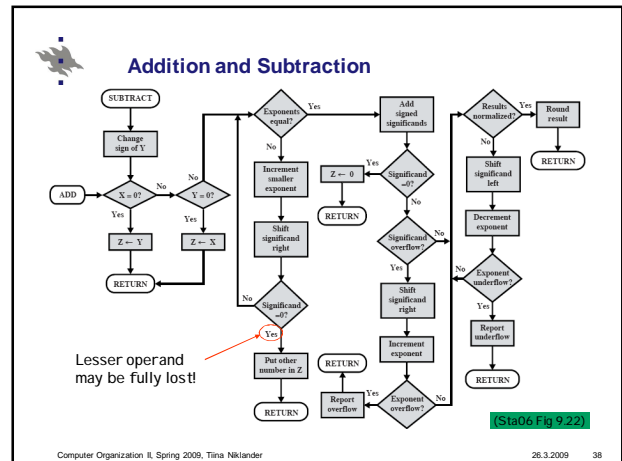 Addition and Subtraction
SUBTRACT
Change
sign of Y
ADD
X = 0?
No
Yes
Z ← Y
RETURN
Y = 0?
No
Yes
Z ← X
Exponents
equal?
Yes
No
Increment
smaller
exponent
Shift
significand
right
Significand
=0?
No
Yes
Put other
number in Z
RETURN
Lesser operand
may be fully lost!
Add
signed
significands
Significand
=0?
Yes
No
Z ← 0
RETURN
Significand
overflow?
No
Yes
Shift
significand
right
Increment
exponent
Exponent
overflow?
Yes
No
Report
overflow
RETURN
Results
normalized?
Yes
No
Round
result
RETURN
Shift
significand
left
Decrement
exponent
Exponent
underflow?
No
Yes
Report
underflow
RETURN
(Sta06 Fig 9.22)
Computer Organization II, Spring 2009, Tiina Niklander
26.3.2009
38